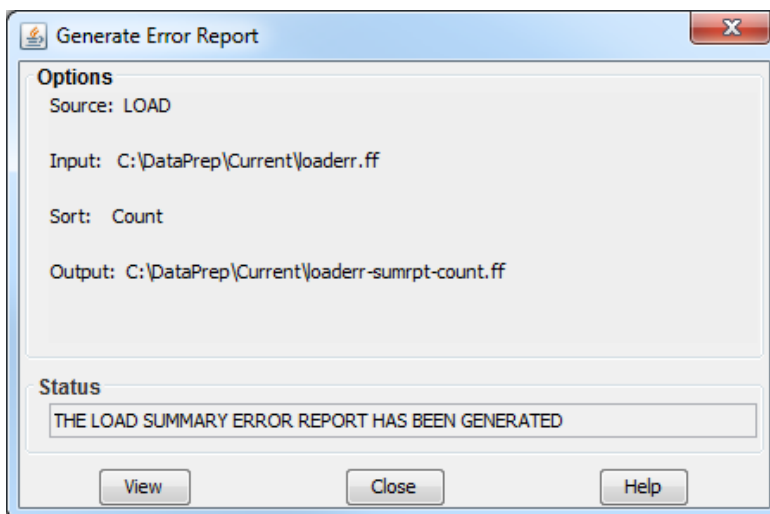 Generate Error Report
Options
Source: LOAD
Input: C:\DataPrep\Current\loaderr.ff
Sort: Count
Output: C:\DataPrep\Current\loaderr-sumrpt-count.ff
Status
THE LOAD SUMMARY ERROR REPORT HAS BEEN GENERATED
View Close Help